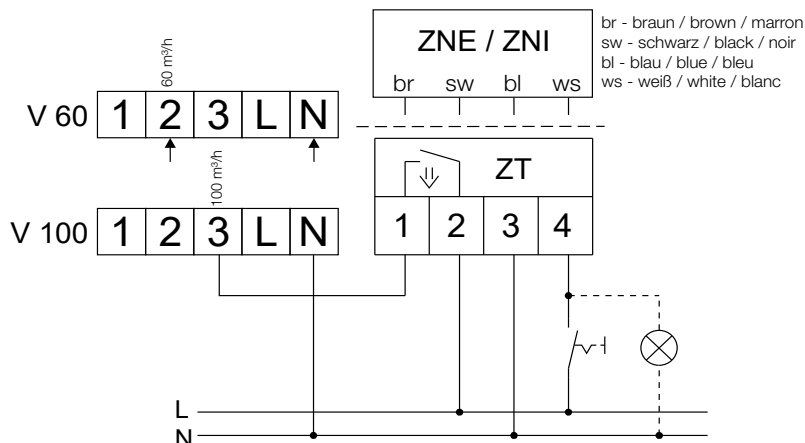 ZNE / ZNI
br sw bl ws
br - braun / brown / marron
sw - schwarz / black / noir
bl - blau / blue / bleu
ws - weiß / white / blanc
60 m³/h
V 60 1 2 3 L N
100 m³/h
ZT
V 100 1 2 3 L N
1 2 3 4
L
N